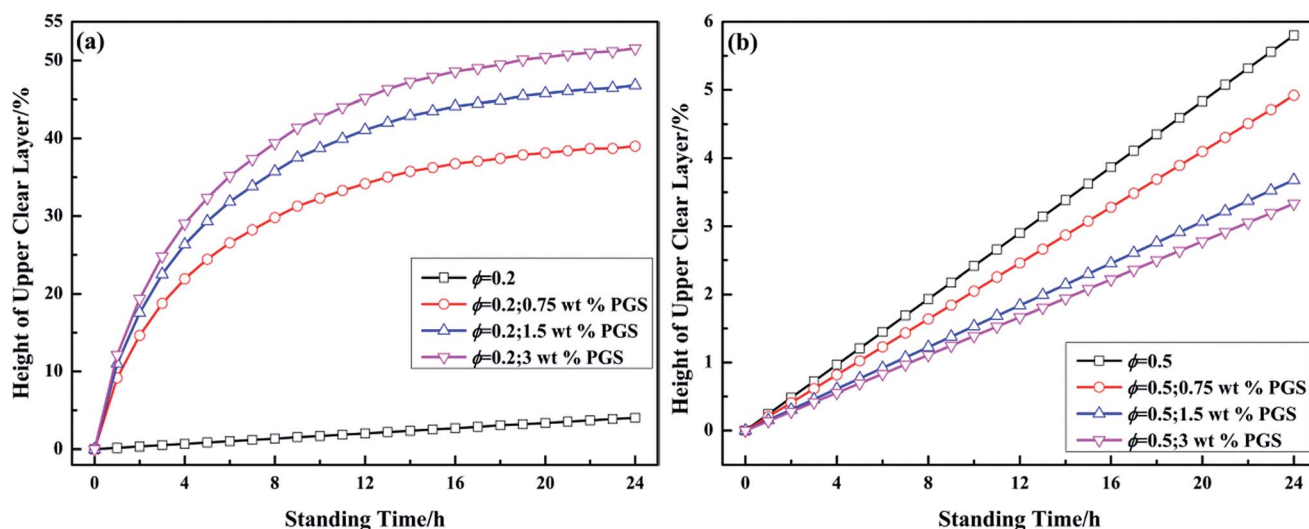 (a)
Height of Upper Clear Layer/%
55
50
40
30
20
10
0
ϕ=0.2
ϕ=0.2;0.75 wt % PGS
ϕ=0.2;1.5 wt % PGS
ϕ=0.2;3 wt % PGS
0 4 8 12 16 20 24
Standing Time/h
(b)
Height of Upper Clear Layer/%
6
5
4
3
2
1
0
ϕ=0.5
ϕ=0.5;0.75 wt % PGS
ϕ=0.5;1.5 wt % PGS
ϕ=0.5;3 wt % PGS
0 4 8 12 16 20 24
Standing Time/h